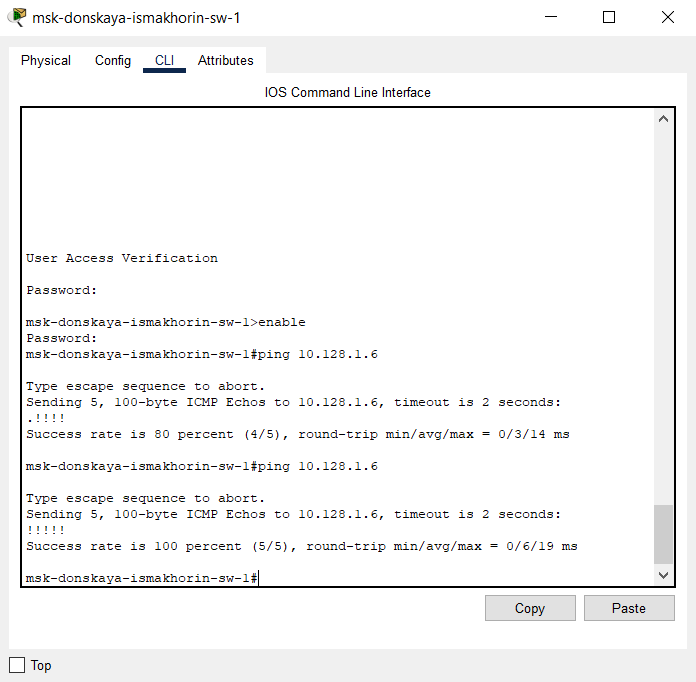 msk-donskaya-ismakhorin-sw-1
Physical Config CLI Attributes
IOS Command Line Interface
User Access Verification
Password:
msk-donskaya-ismakhorin-sw-1>enable
Password:
msk-donskaya-ismakhorin-sw-1#ping 10.128.1.6
Type escape sequence to abort.
Sending 5, 100-byte ICMP Echos to 10.128.1.6, timeout is 2 seconds:
.!!!!
Success rate is 80 percent (4/5), round-trip min/avg/max = 0/3/14 ms
msk-donskaya-ismakhorin-sw-1#ping 10.128.1.6
Type escape sequence to abort.
Sending 5, 100-byte ICMP Echos to 10.128.1.6, timeout is 2 seconds:
!!!!!
Success rate is 100 percent (5/5), round-trip min/avg/max = 0/6/19 ms
msk-donskaya-ismakhorin-sw-1#
Copy Paste
Top